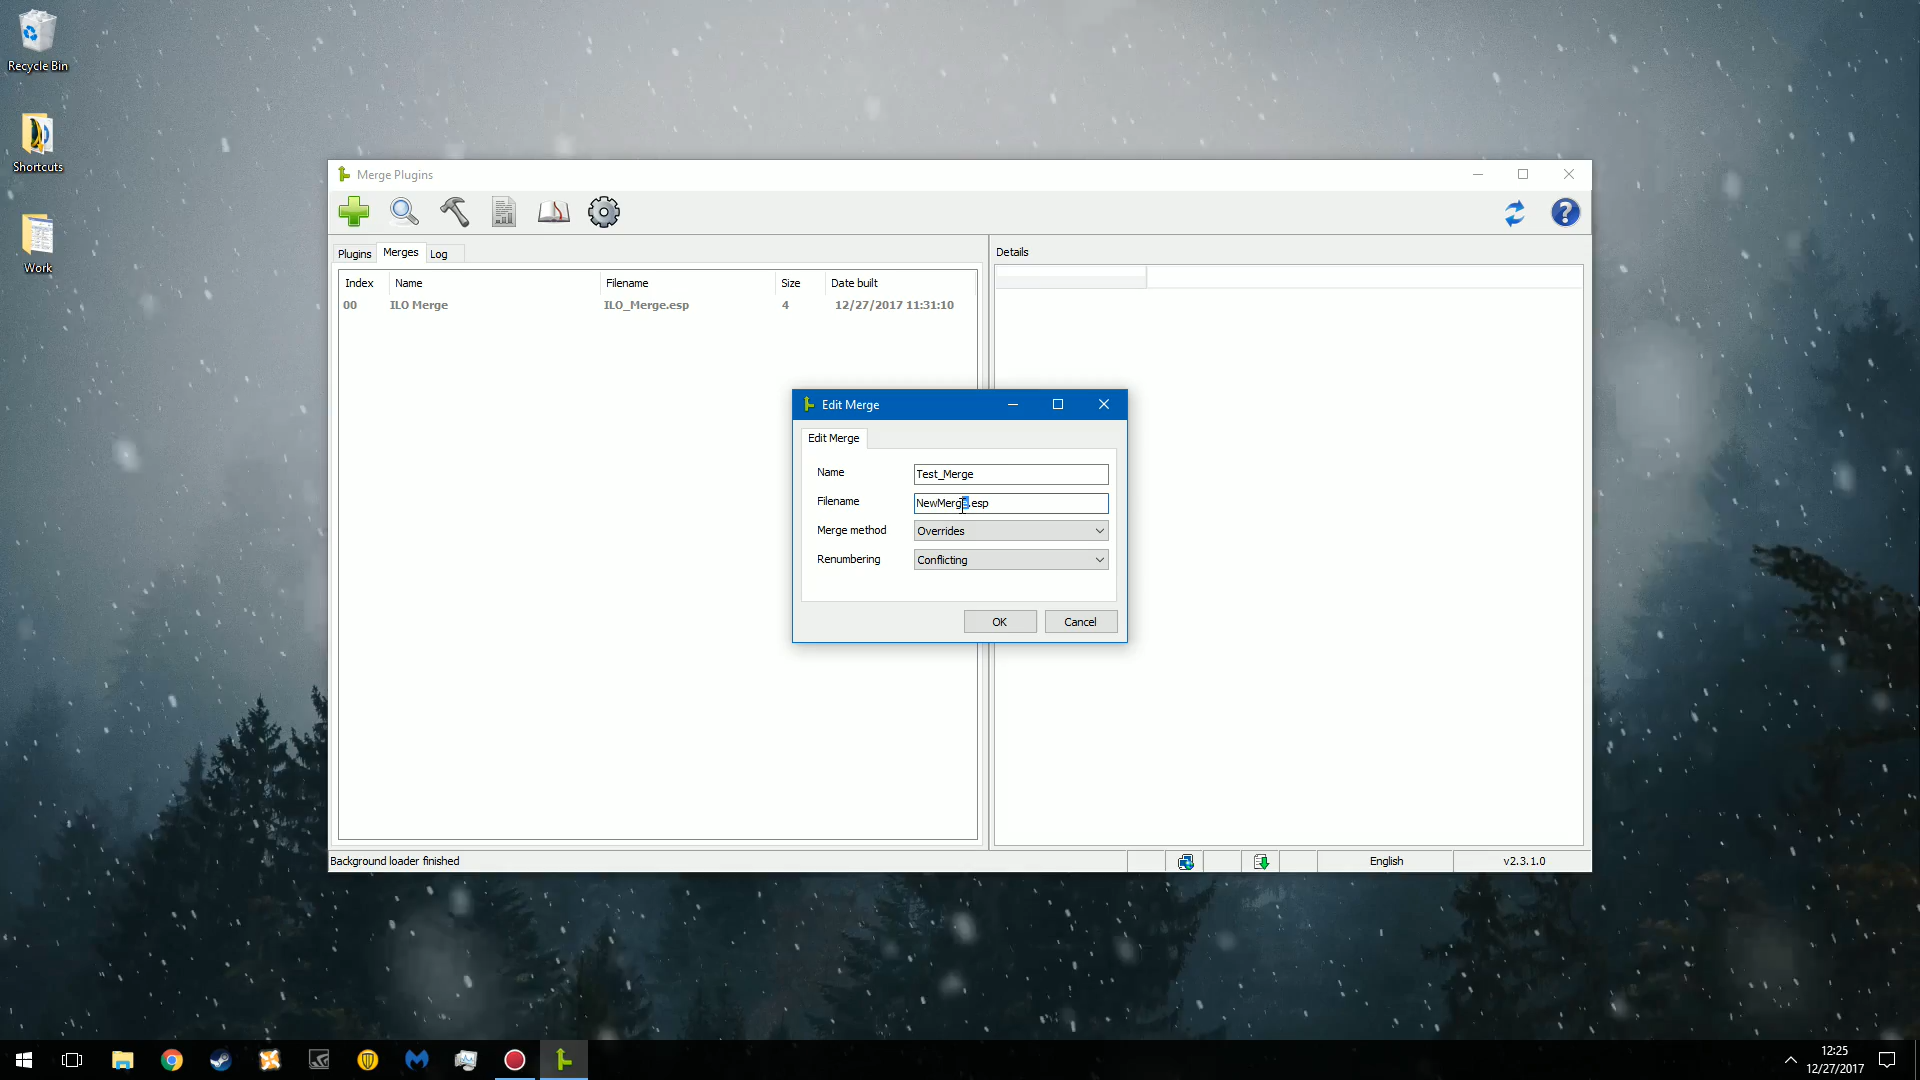 Recycle Bin
Shortcuts
Work
Merge Plugins
Plugins Merges Log
Details
Index Name Filename Size Date built
00 ILO Merge ILO_Merge.esp 4 12/27/2017 11:31:10
Edit Merge
Edit Merge
Name Test_Merge
Filename NewMerge.esp
Merge method Overrides
Renumbering Conflicting
OK Cancel
Background loader finished English v2.3.1.0
12:25
12/27/2017